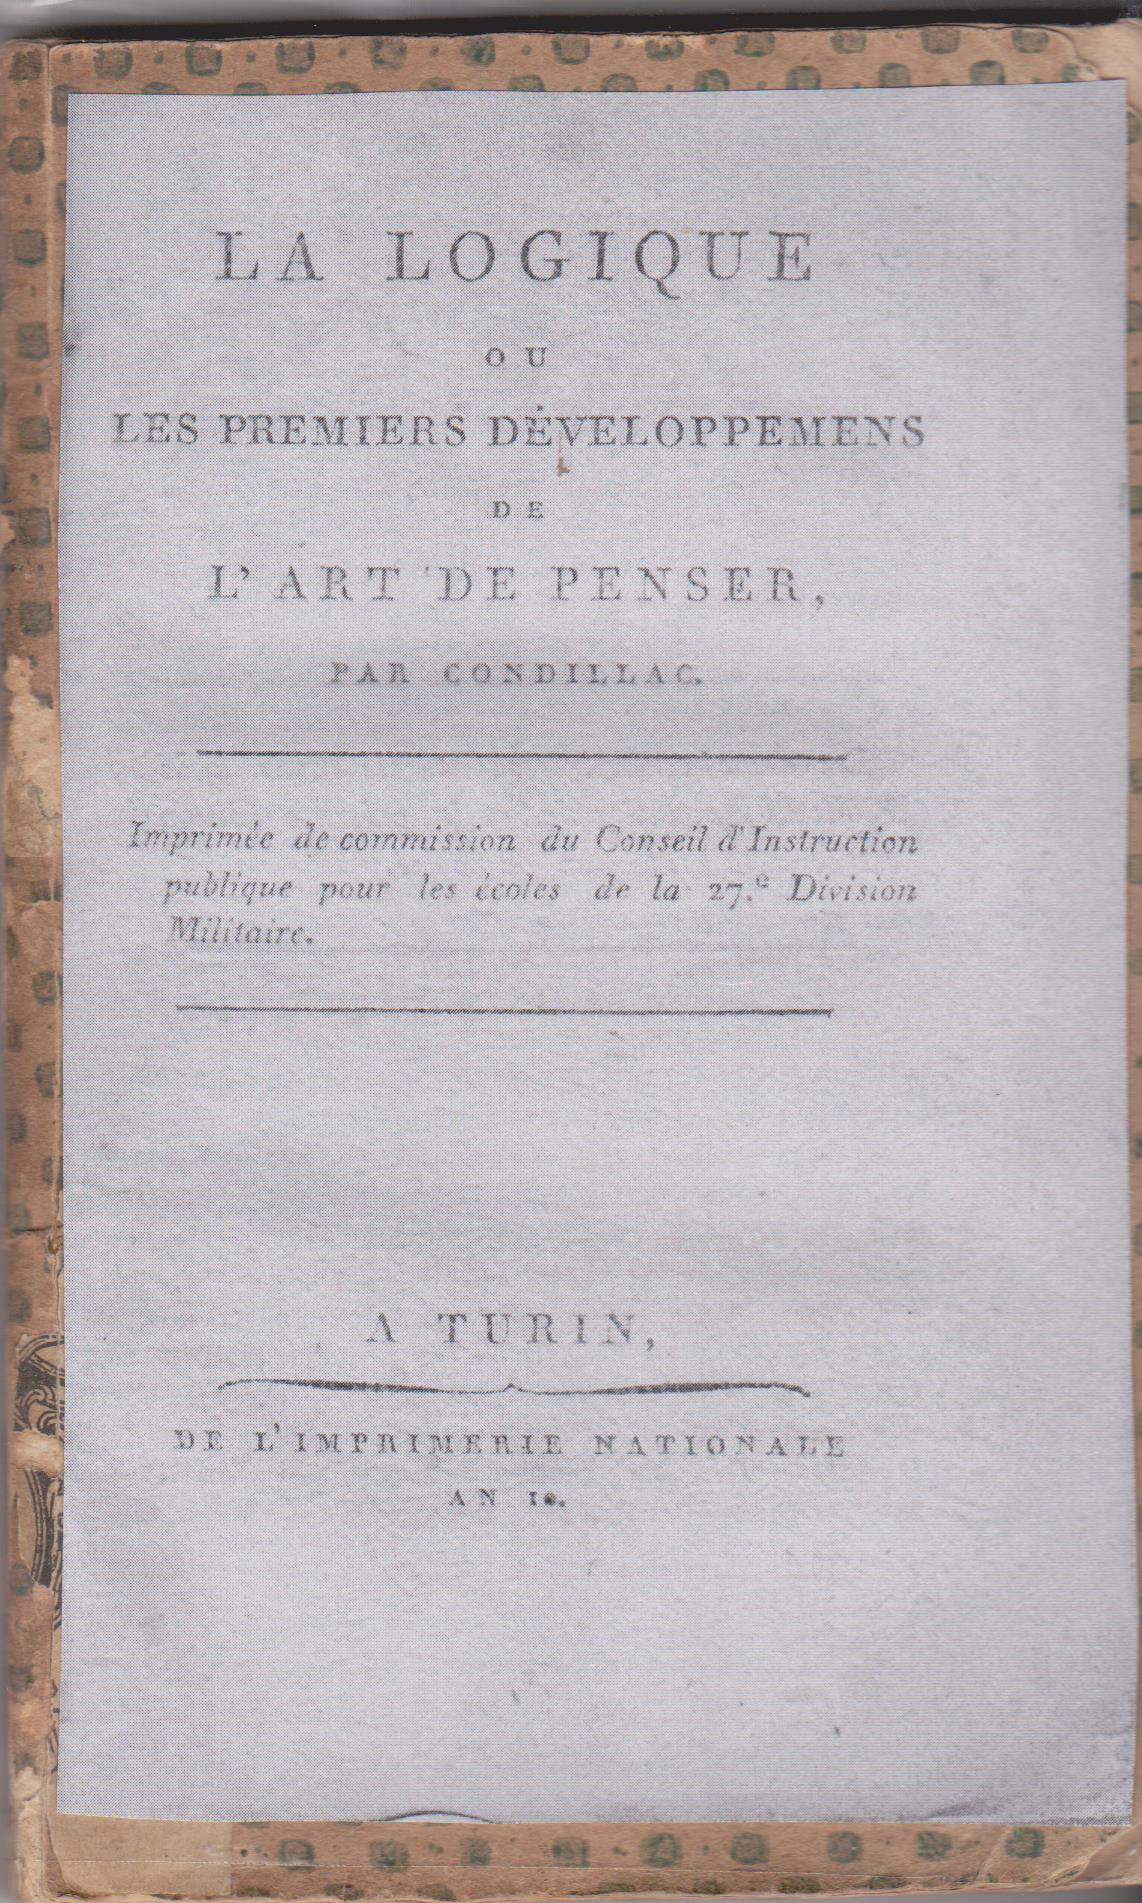 LA LOGIQUE
OU
LES PREMIERS DÉVELOPPEMENS
DE
L'ART DE PENSER,
PAR CONDILLAC.
Imprimée de commission du Conseil d'Instruction
publique pour les écoles de la 27.e Division
Militaire.
A TURIN,
DE L'IMPRIMERIE NATIONALE
AN 10.